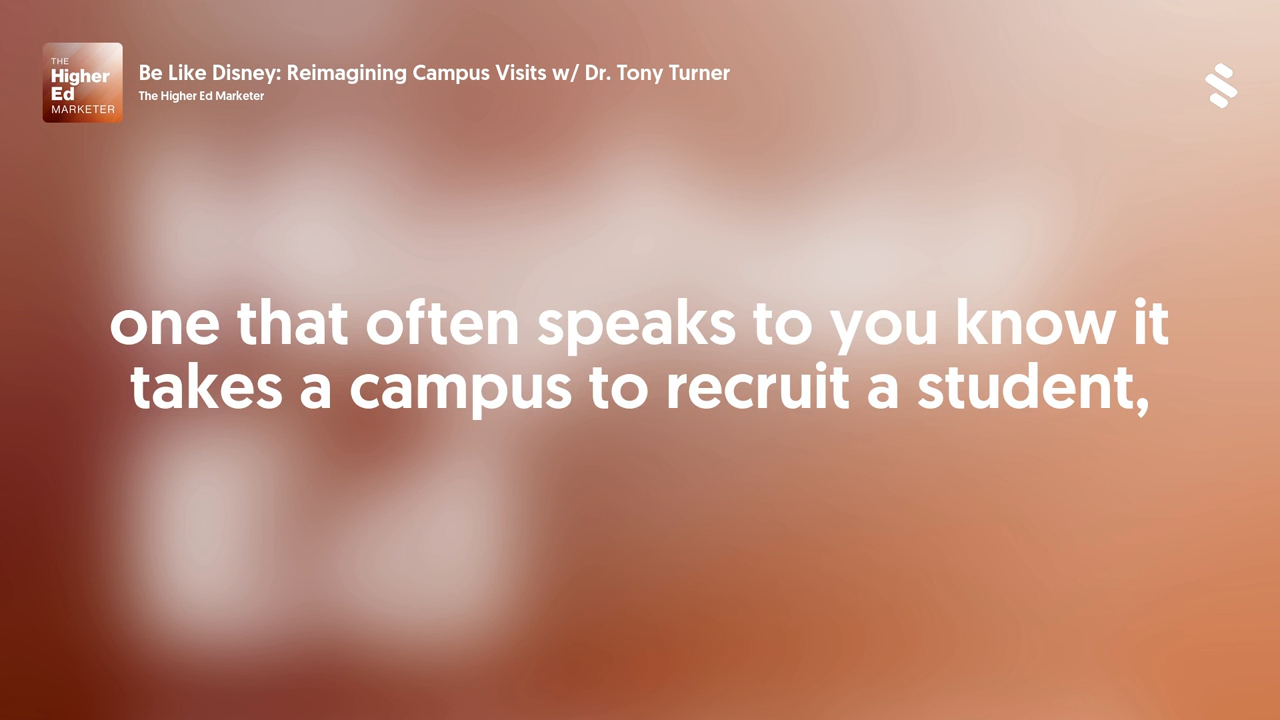 THE
Higher
Ed
MARKETER
Be Like Disney: Reimagining Campus Visits w/ Dr. Tony Turner
The Higher Ed Marketer
one that often speaks to you know it
takes a campus to recruit a student,